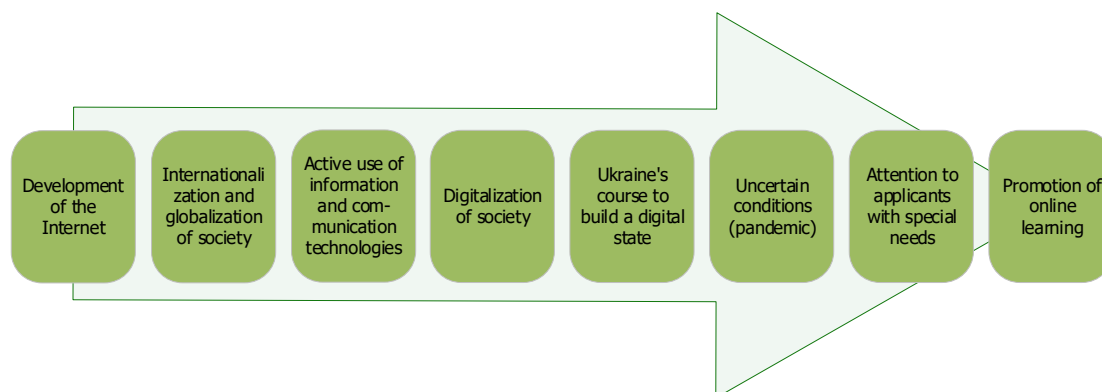 Development
of the
Internet
Internationali
zation and
globalization
of society
Active use of
information
and com-
munication
technologies
Digitalization
of society
Ukraine's
course to
build a digital
state
Uncertain
conditions
(pandemic)
Attention to
applicants
with special
needs
Promotion of
online
learning